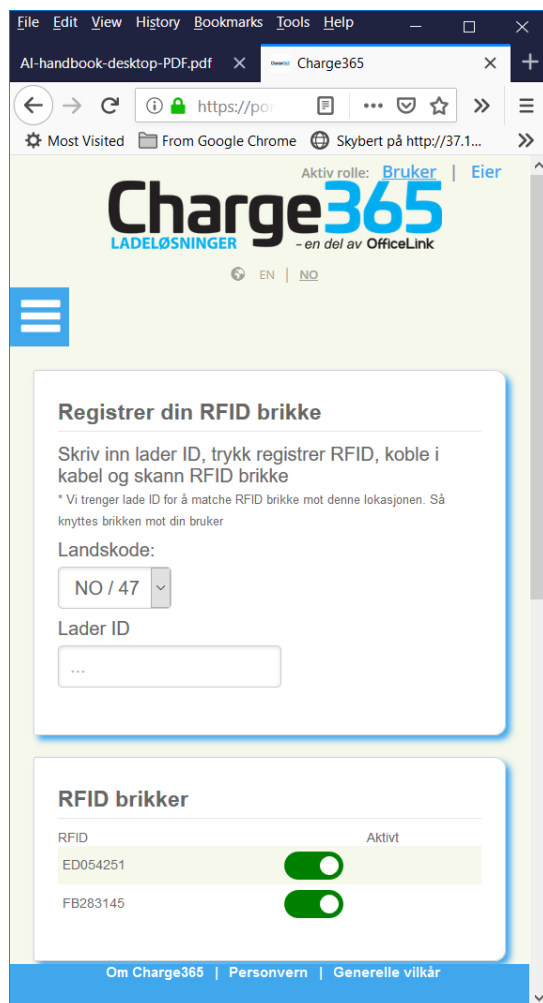 File Edit View History Bookmarks Tools Help
AI-handbook-desktop-PDF.pdf
Charge365
https://por
Most Visited From Google Chrome Skybert på http://37.1...
Aktiv rolle: Bruker | Eier
Charge365
LADELØSNINGER - en del av OfficeLink
EN | NO
Registrer din RFID brikke
Skriv inn lader ID, trykk registrer RFID, koble i
kabel og skann RFID brikke
* Vi trenger lade ID for å matche RFID brikke mot denne lokasjonen. Så
knyttes brikken mot din bruker
Landskode:
NO / 47
Lader ID
...
RFID brikker
RFID Aktivt
ED054251
FB283145
Om Charge365 | Personvern | Generelle vilkår